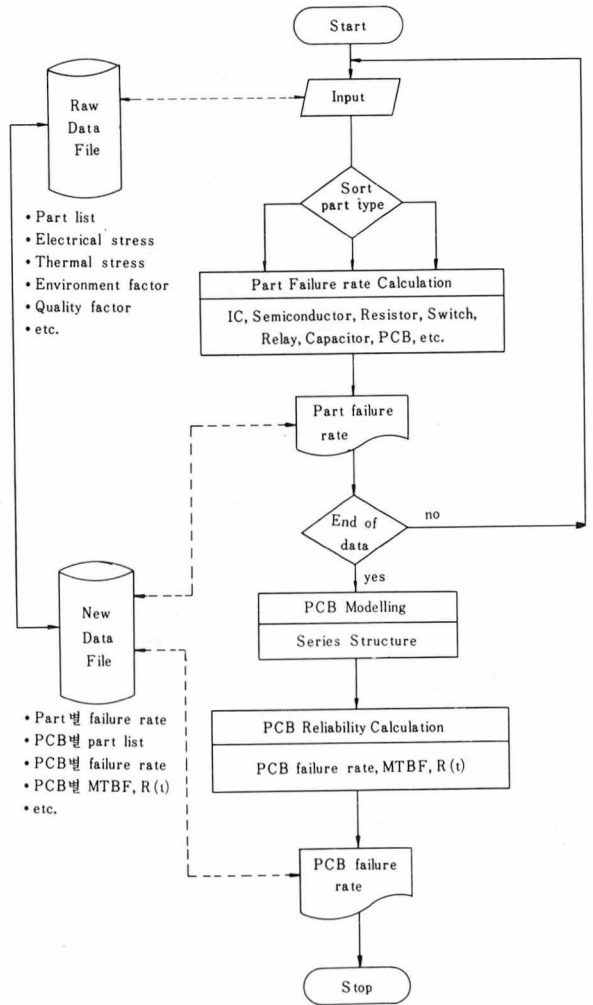 Start
Input
Raw
Data
File
• Part list
• Electrical stress
• Thermal stress
• Environment factor
• Quality factor
• etc.
Sort
part type
Part Failure rate Calculation
IC, Semiconductor, Resistor, Switch,
Relay, Capacitor, PCB, etc.
Part failure
rate
End of
data
no
yes
New
Data
File
• Part별 failure rate
• PCB별 part list
• PCB별 failure rate
• PCB별 MTBF, R(t)
• etc.
PCB Modelling
Series Structure
PCB Reliability Calculation
PCB failure rate, MTBF, R(t)
PCB failure
rate
Stop